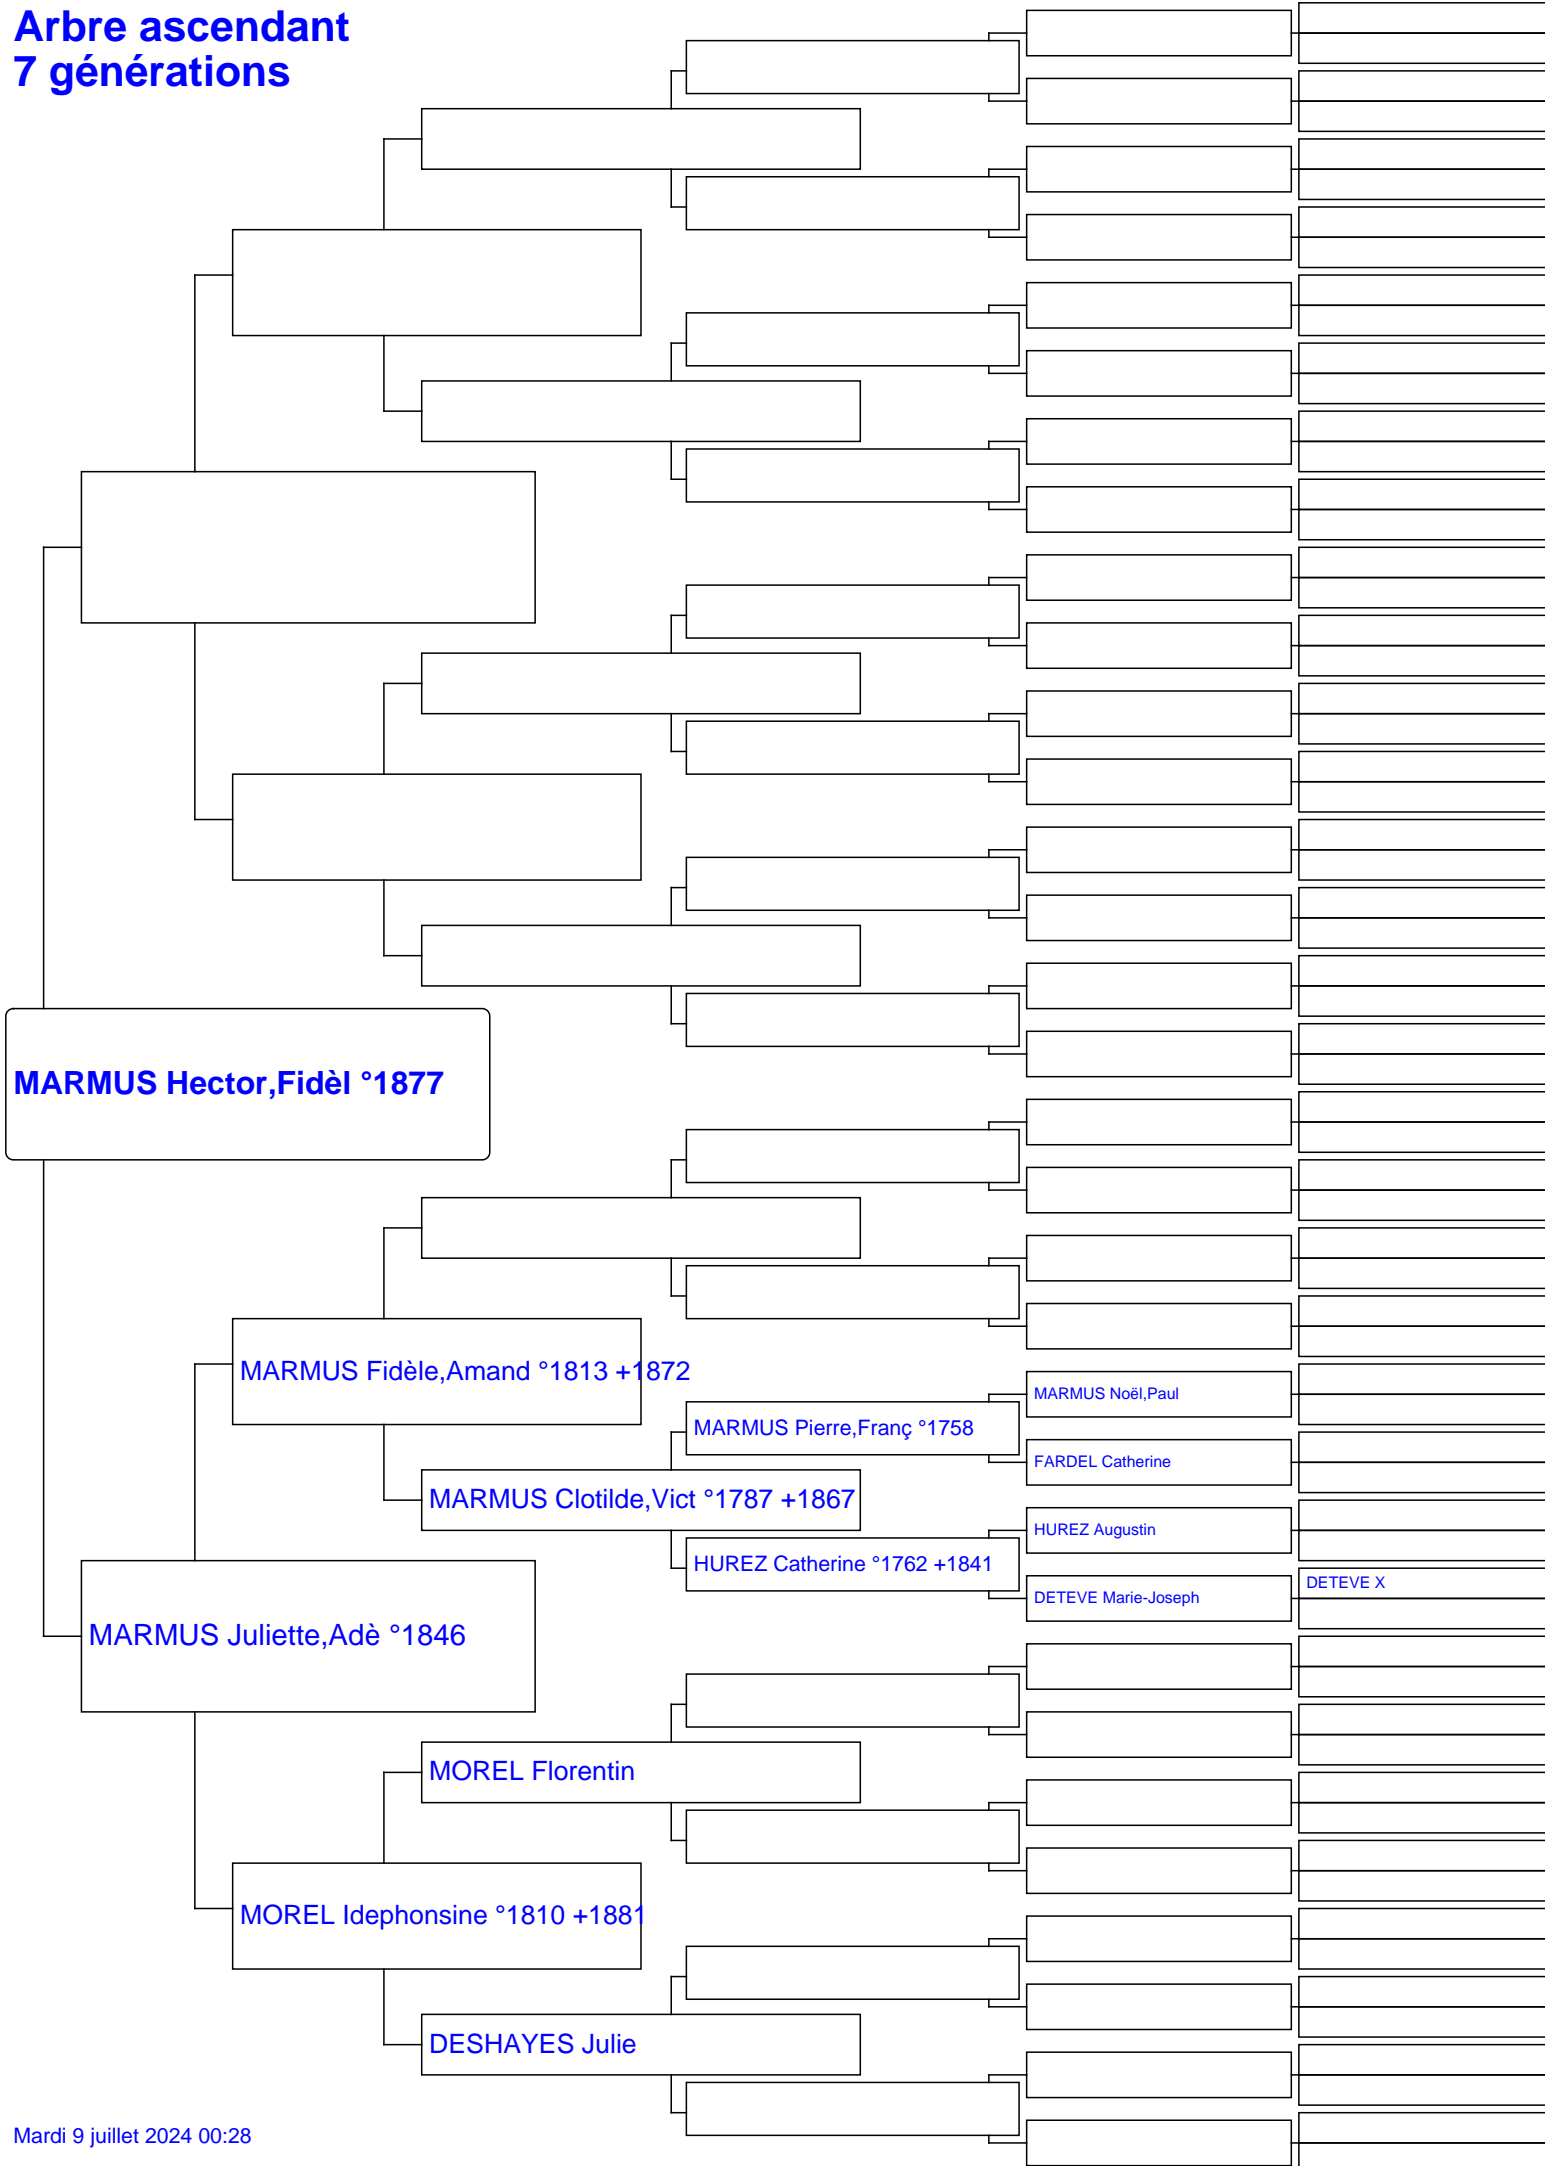 Arbre ascendant
7 générations
MARMUS Hector,Fidèl °1877
MARMUS Fidèle,Amand °1813 +1872
MARMUS Noël,Paul
MARMUS Pierre,Franç °1758
FARDEL Catherine
MARMUS Clotilde,Vict °1787 +1867
HUREZ Augustin
HUREZ Catherine °1762 +1841
DETEVE X
DETEVE Marie-Joseph
MARMUS Juliette,Adè °1846
MOREL Florentin
MOREL Idephonsine °1810 +1881
DESHAYES Julie
Mardi 9 juillet 2024 00:28